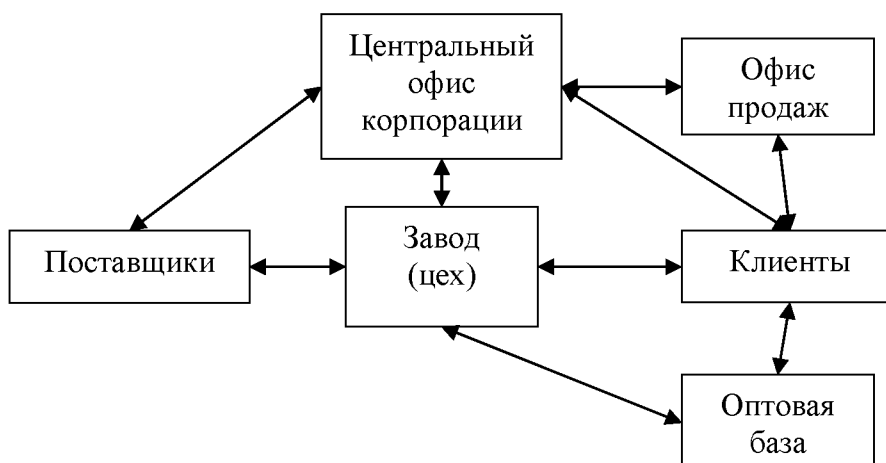 Центральный
офис
корпорации
Офис
продаж
Поставщики
Завод
(цех)
Клиенты
Оптовая
база